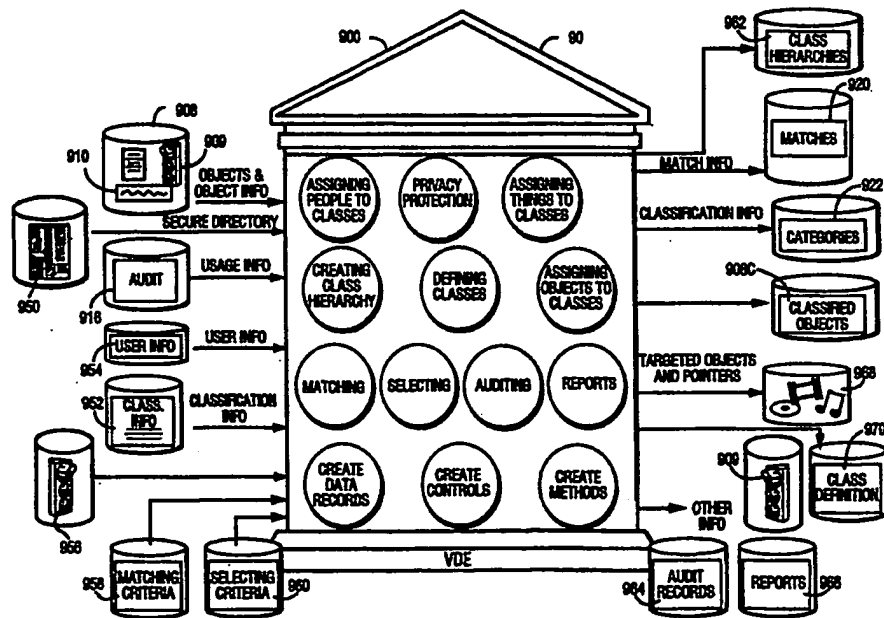 900
90
962
CLASS
HIERARCHIES
908
909
910
920
MATCHES
OBJECTS &
OBJECT INFO
ASSIGNING
PEOPLE TO
CLASSES
PRIVACY
PROTECTION
ASSIGNING
THINGS TO
CLASSES
MATCH INFO
SECURE DIRECTORY
CLASSIFICATION INFO
922
CATEGORIES
950
AUDIT
916
USAGE INFO
CREATING
CLASS
HIERARCHY
DEFINING
CLASSES
ASSIGNING
OBJECTS TO
CLASSES
908C
CLASSIFIED
OBJECTS
USER INFO
954
USER INFO
MATCHING
SELECTING
AUDITING
REPORTS
TARGETED OBJECTS
AND POINTERS
968
952
CLASS.
INFO
CLASSIFICATION
INFO
970
CLASS
DEFINITION
909
956
CREATE
DATA
RECORDS
CREATE
CONTROLS
CREATE
METHODS
OTHER
INFO
VDE
MATCHING
CRITERIA
958
SELECTING
CRITERIA
960
AUDIT
RECORDS
964
REPORTS
966